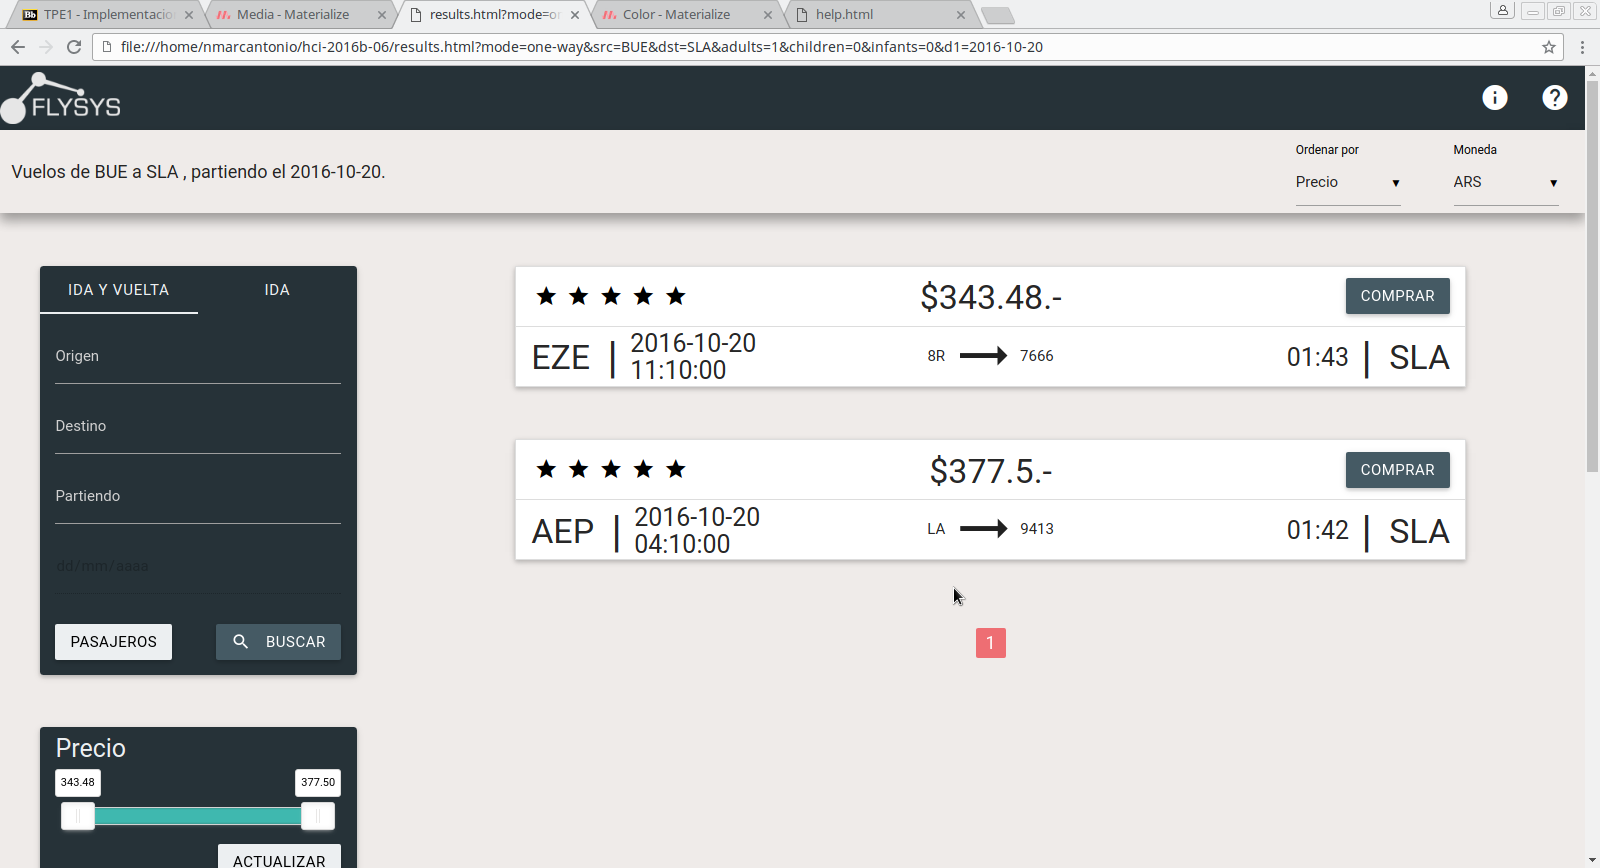 TPE1 - Implementacio
Media - Materialize
results.html?mode=o
Color - Materialize
help.html
file:///home/nmarcantonio/hci-2016b-06/results.html?mode=one-way&src=BUE&dst=SLA&adults=1&children=0&infants=0&d1=2016-10-20
FLYSYS
Vuelos de BUE a SLA , partiendo el 2016-10-20.
Ordenar por
Precio
Moneda
ARS
IDA Y VUELTA
IDA
Origen
Destino
Partiendo
dd/mm/aaaa
PASAJEROS
BUSCAR
Precio
343.48
377.50
ACTUALIZAR
$343.48.-
COMPRAR
EZE | 2016-10-20
11:10:00
8R
7666
01:43 | SLA
$377.5.-
COMPRAR
AEP | 2016-10-20
04:10:00
LA
9413
01:42 | SLA
1